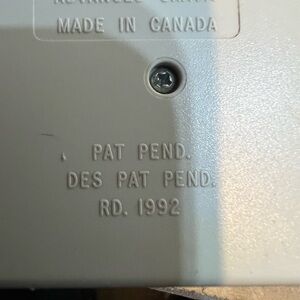 MADE IN CANADA
PAT PEND.
DES PAT PEND.
RD. 1992